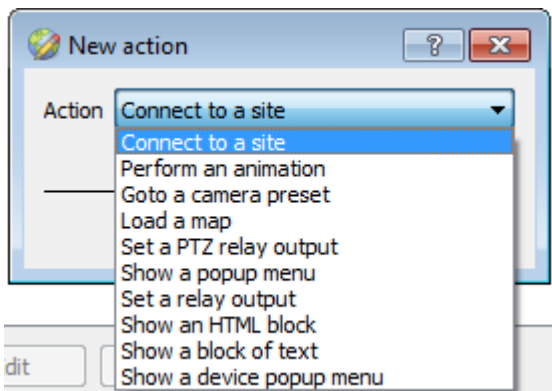 New action
?
Action Connect to a site
Connect to a site
Perform an animation
Goto a camera preset
Load a map
Set a PTZ relay output
Show a popup menu
Set a relay output
Show an HTML block
Show a block of text
Show a device popup menu
dit